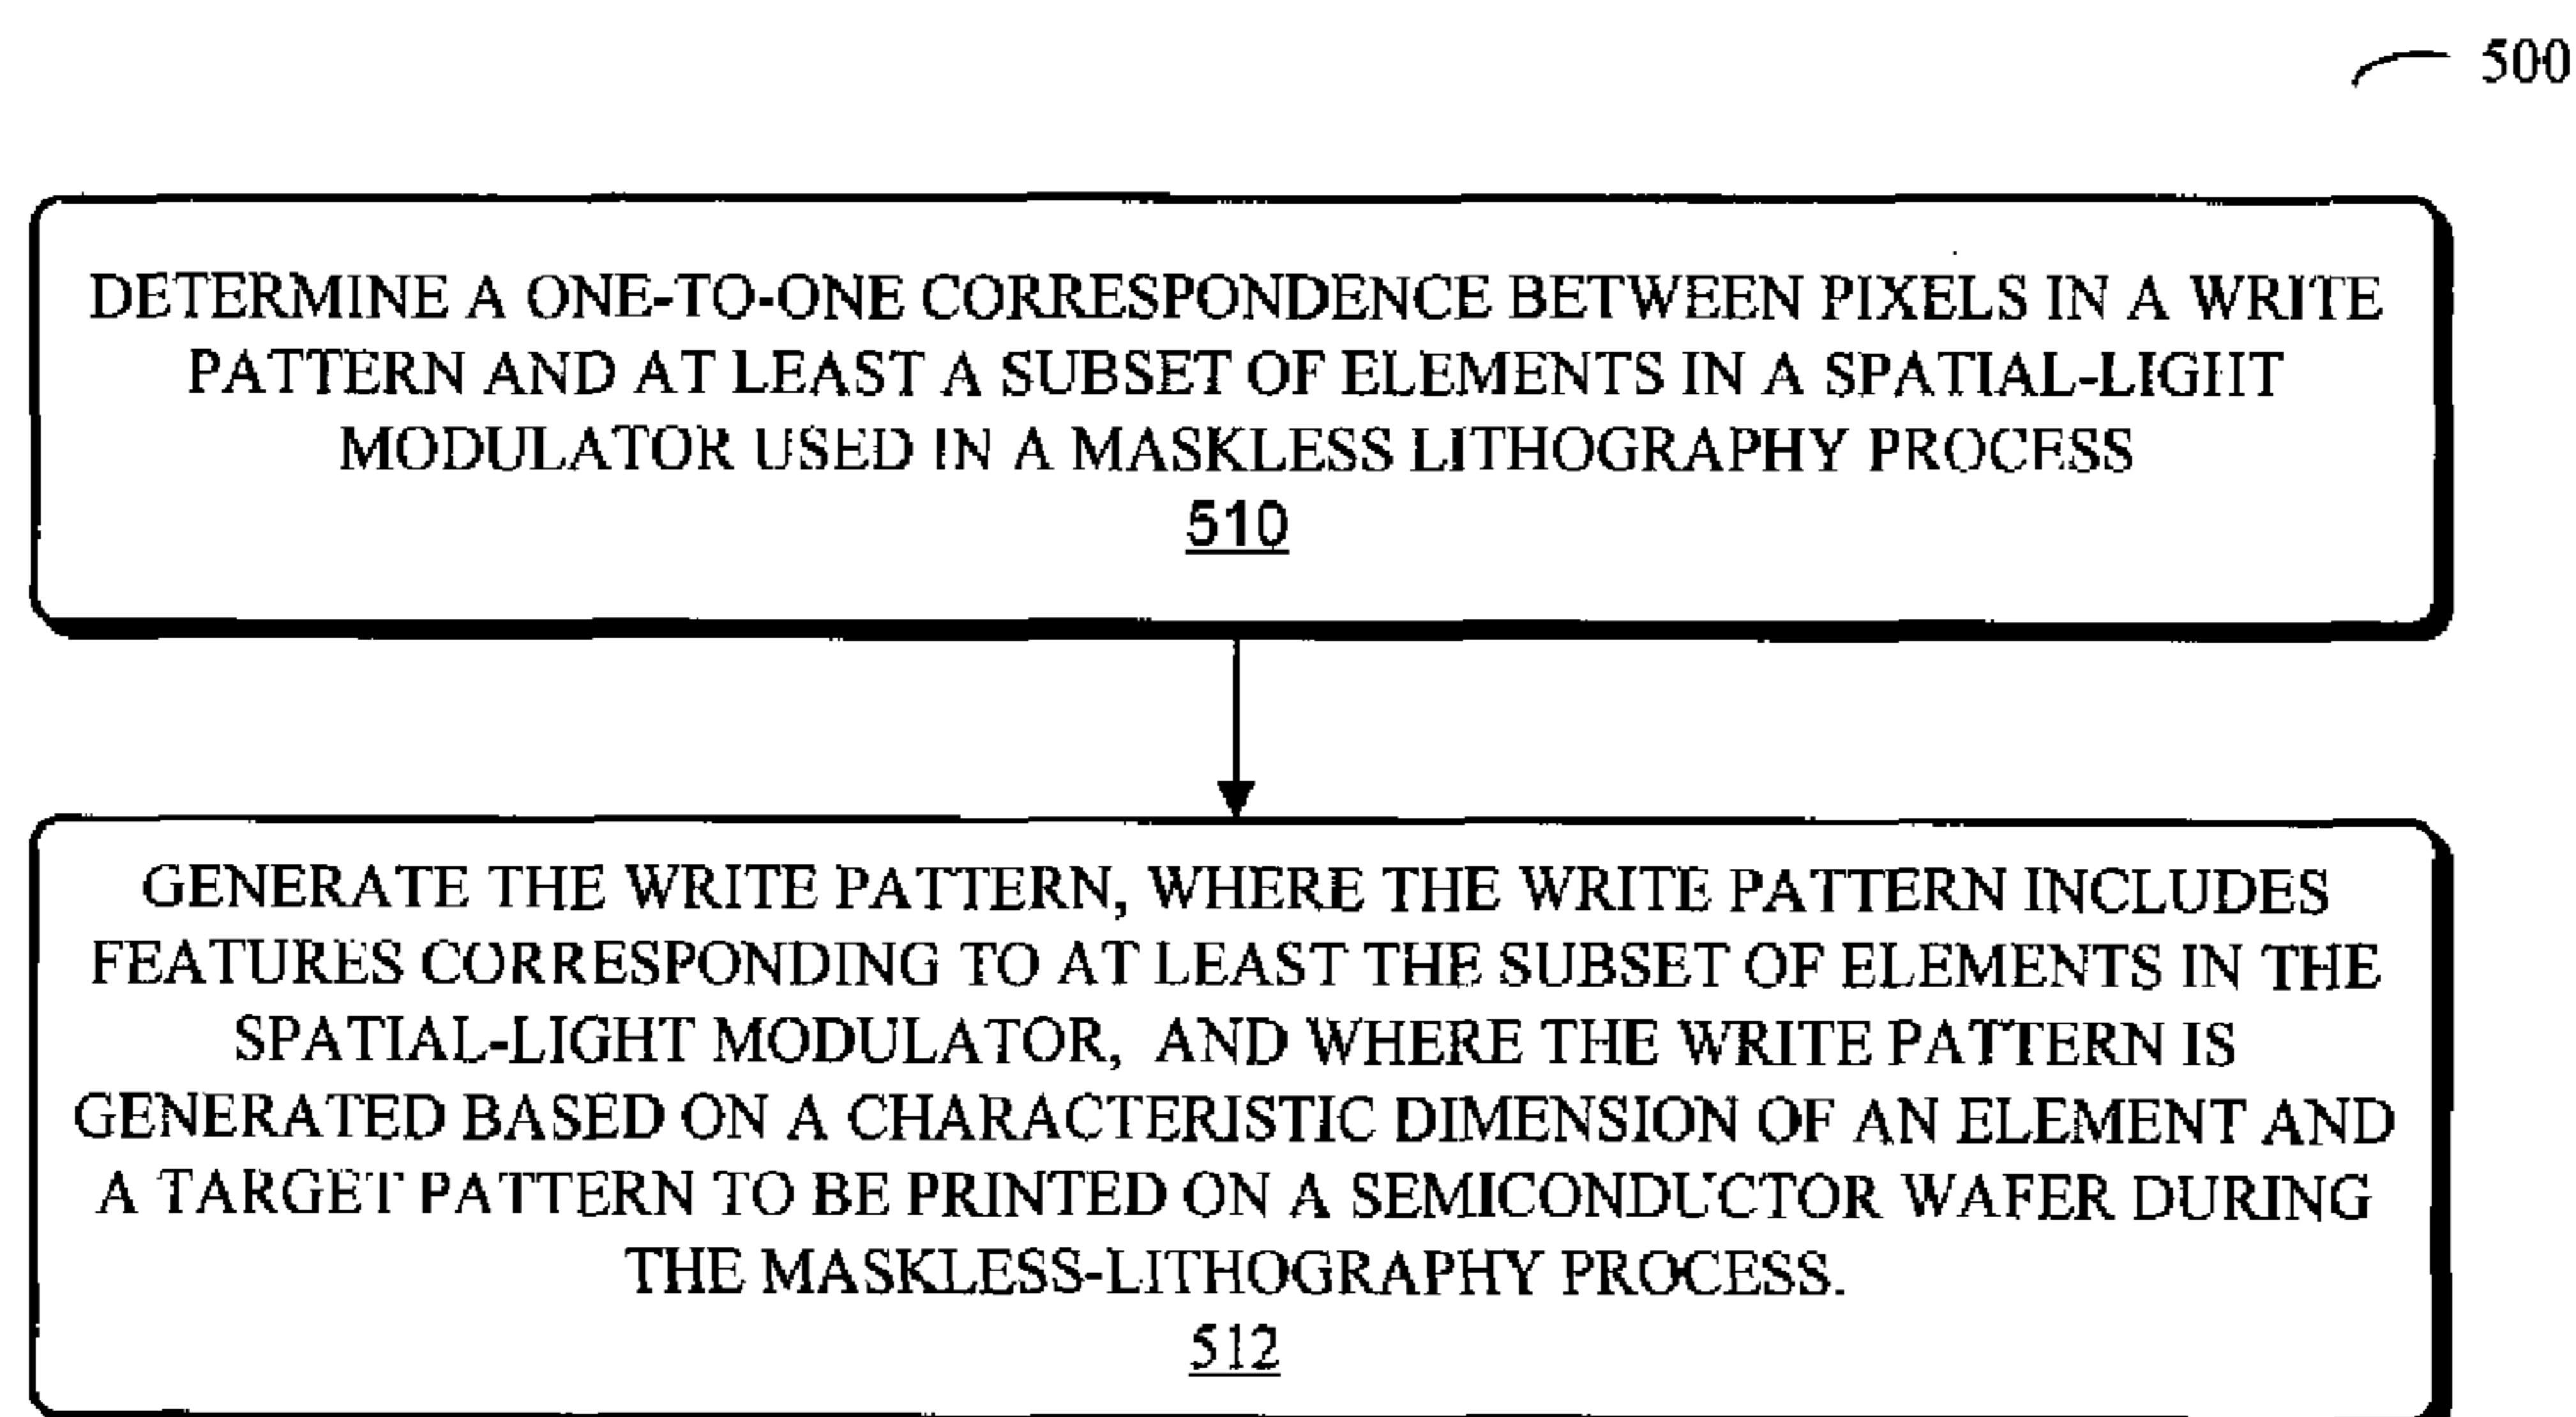 500
DETERMINE A ONE-TO-ONE CORRESPONDENCE BETWEEN PIXELS IN A WRITE
PATTERN AND AT LEAST A SUBSET OF ELEMENTS IN A SPATIAL-LIGHT
MODULATOR USED IN A MASKLESS LITHOGRAPHY PROCESS
510
GENERATE THE WRITE PATTERN, WHERE THE WRITE PATTERN INCLUDES
FEATURES CORRESPONDING TO AT LEAST THE SUBSET OF ELEMENTS IN THE
SPATIAL-LIGHT MODULATOR, AND WHERE THE WRITE PATTERN IS
GENERATED BASED ON A CHARACTERISTIC DIMENSION OF AN ELEMENT AND
A TARGET PATTERN TO BE PRINTED ON A SEMICONDUCTOR WAFER DURING
THE MASKLESS-LITHOGRAPHY PROCESS.
512